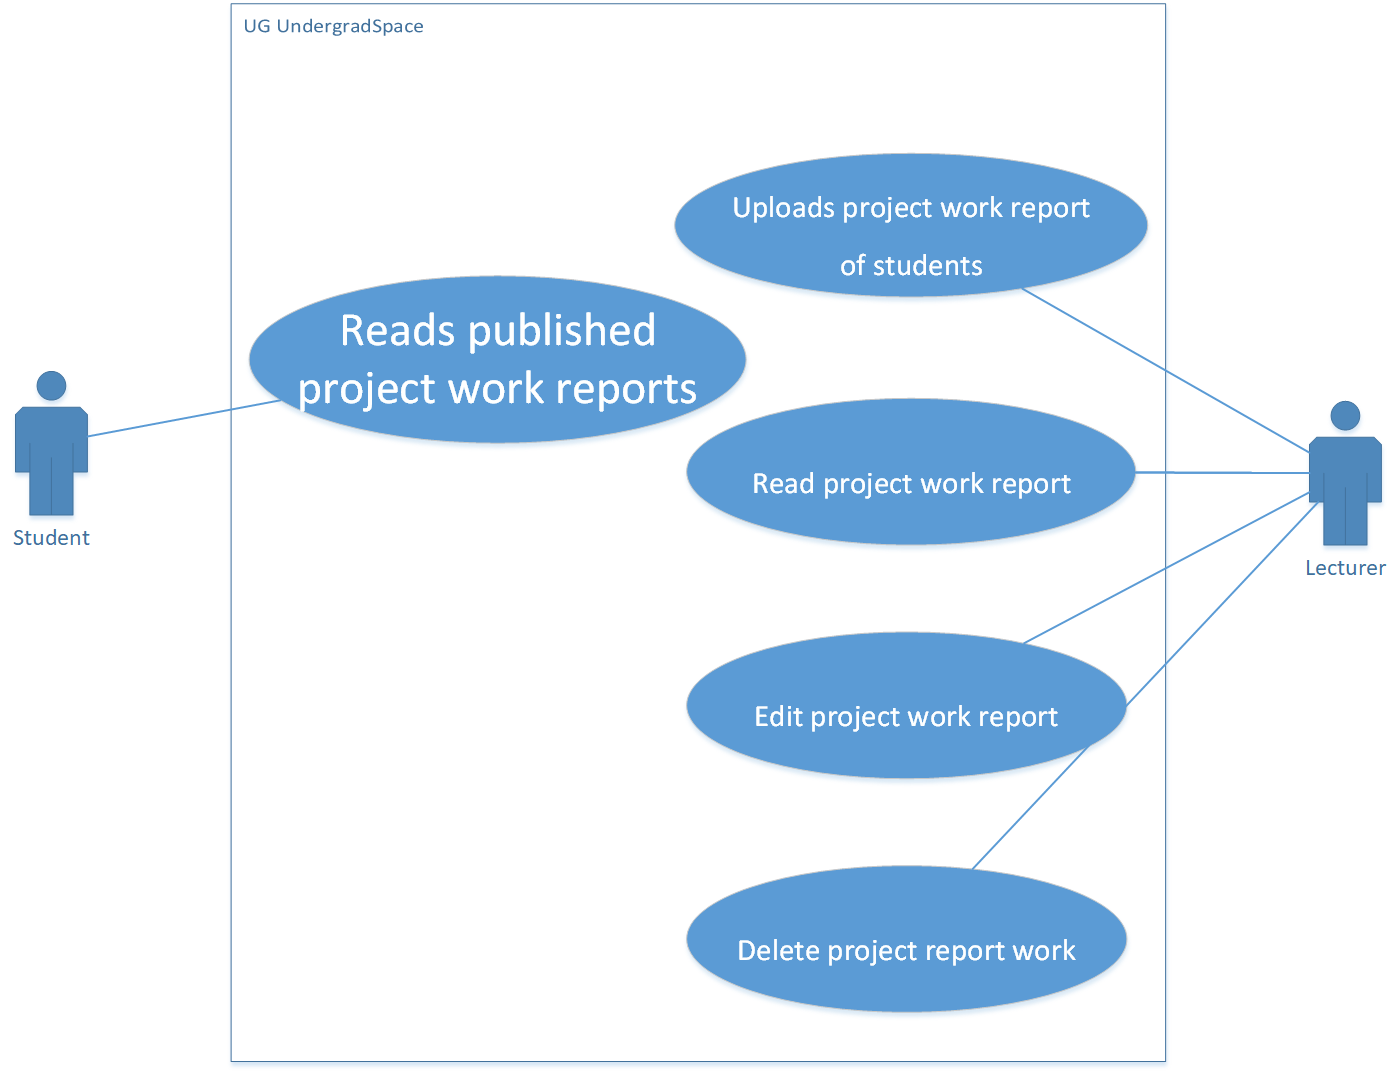 UG UndergradSpace
Uploads project work report
of students
Reads published
project work reports
Read project work report
Student
Lecturer
Edit project work report
Delete project report work